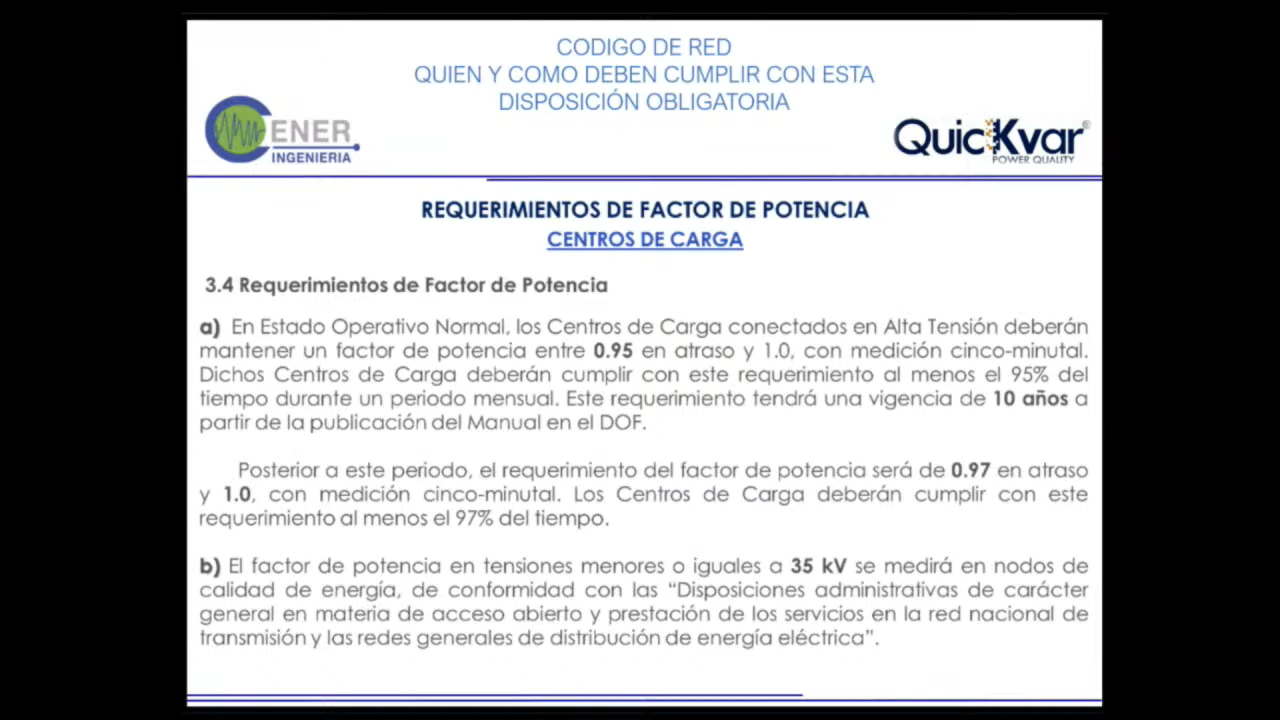 CODIGO DE RED
QUIEN Y COMO DEBEN CUMPLIR CON ESTA
DISPOSICIÓN OBLIGATORIA
ENER
INGENIERIA
QuicKvar®
POWER QUALITY
REQUERIMIENTOS DE FACTOR DE POTENCIA
CENTROS DE CARGA
3.4 Requerimientos de Factor de Potencia
a) En Estado Operativo Normal, los Centros de Carga conectados en Alta Tensión deberán
mantener un factor de potencia entre 0.95 en atraso y 1.0, con medición cinco-minutal.
Dichos Centros de Carga deberán cumplir con este requerimiento al menos el 95% del
tiempo durante un periodo mensual. Este requerimiento tendrá una vigencia de 10 años a
partir de la publicación del Manual en el DOF.
Posterior a este periodo, el requerimiento del factor de potencia será de 0.97 en atraso
y 1.0, con medición cinco-minutal. Los Centros de Carga deberán cumplir con este
requerimiento al menos el 97% del tiempo.
b) El factor de potencia en tensiones menores o iguales a 35 kV se medirá en nodos de
calidad de energía, de conformidad con las “Disposiciones administrativas de carácter
general en materia de acceso abierto y prestación de los servicios en la red nacional de
transmisión y las redes generales de distribución de energía eléctrica”.